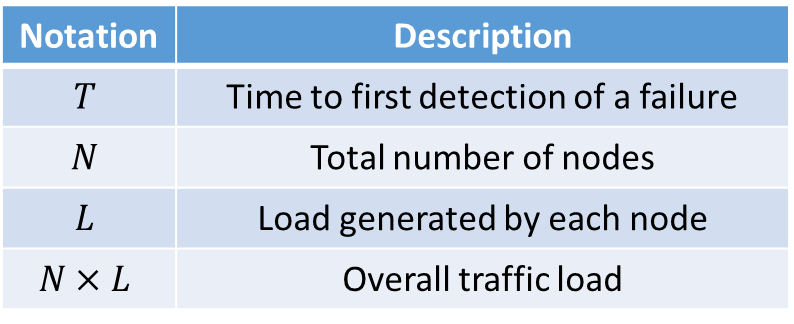 Notation Description
T Time to first detection of a failure
N Total number of nodes
L Load generated by each node
N × L Overall traffic load